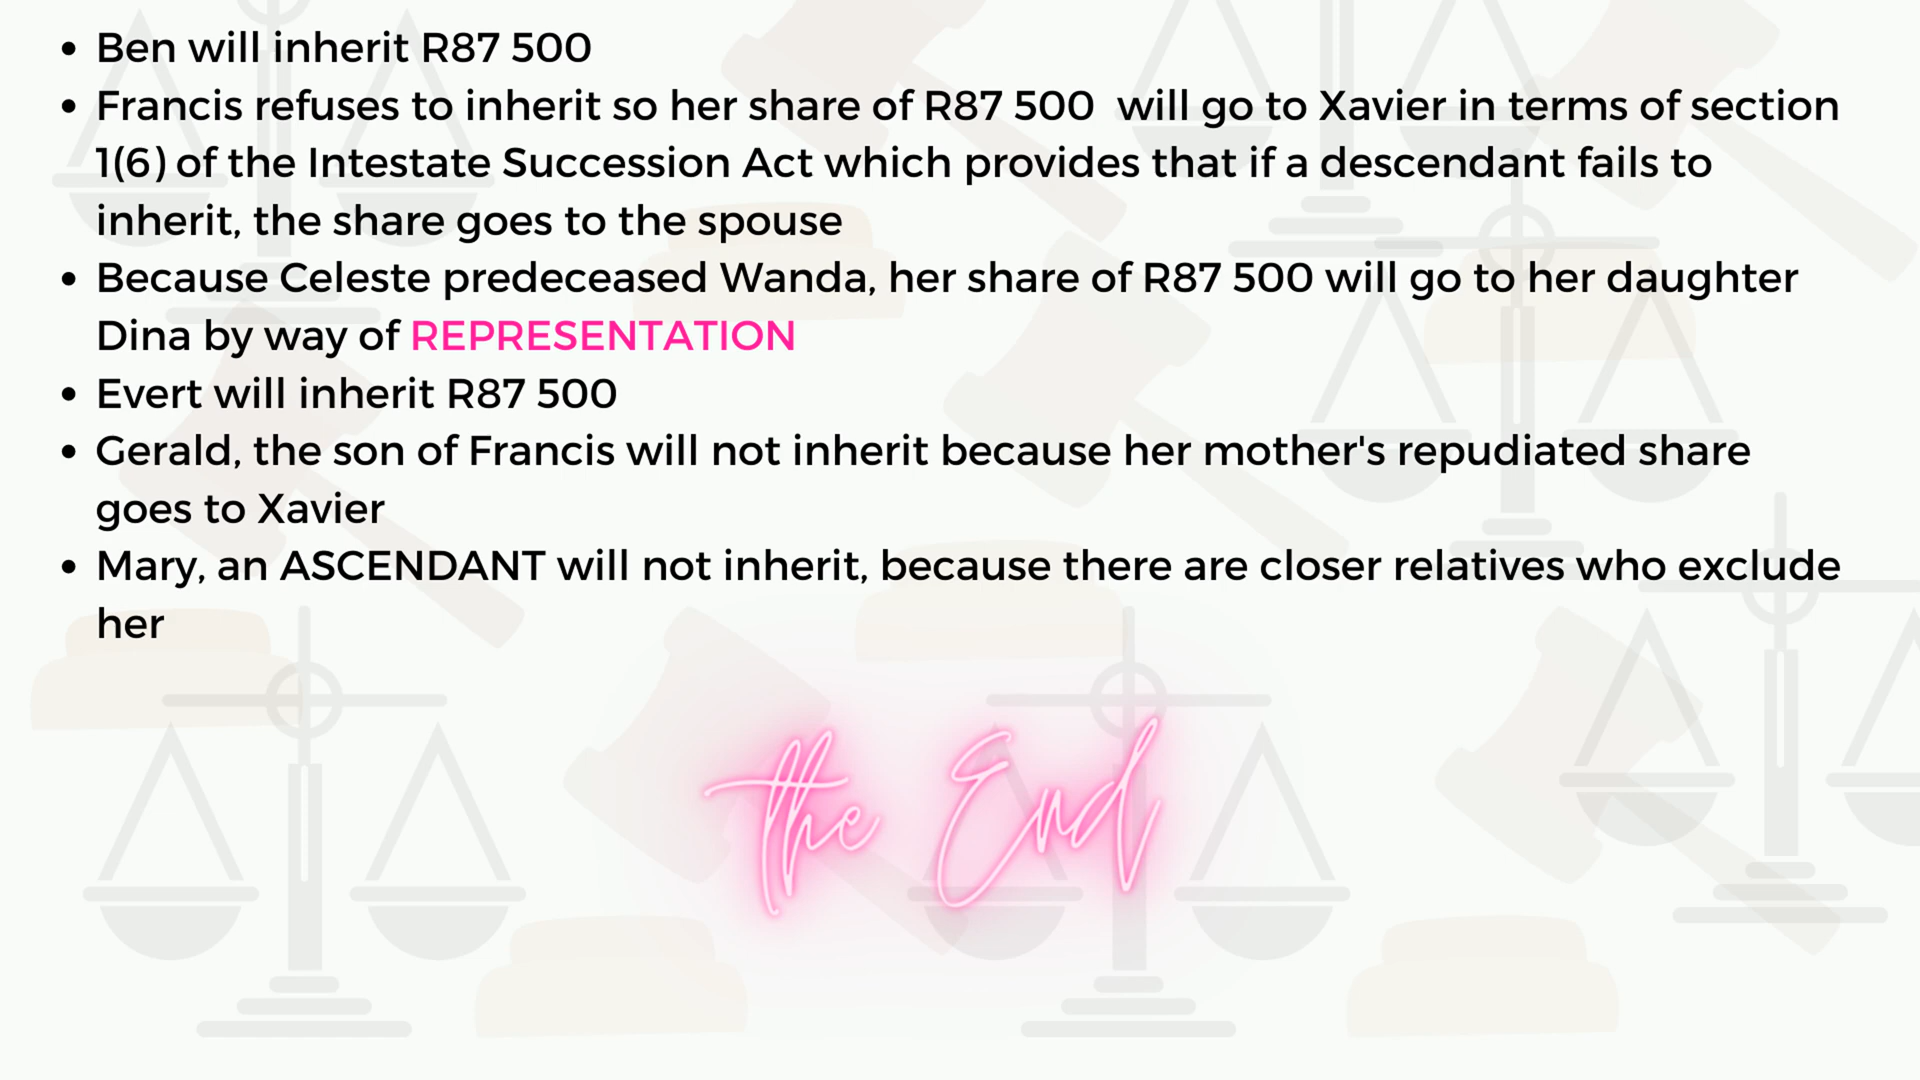 • Ben will inherit R87 500
• Francis refuses to inherit so her share of R87 500 will go to Xavier in terms of section
1(6) of the Intestate Succession Act which provides that if a descendant fails to
inherit, the share goes to the spouse
• Because Celeste predeceased Wanda, her share of R87 500 will go to her daughter
Dina by way of REPRESENTATION
• Evert will inherit R87 500
• Gerald, the son of Francis will not inherit because her mother's repudiated share
goes to Xavier
• Mary, an ASCENDANT will not inherit, because there are closer relatives who exclude
her
the End